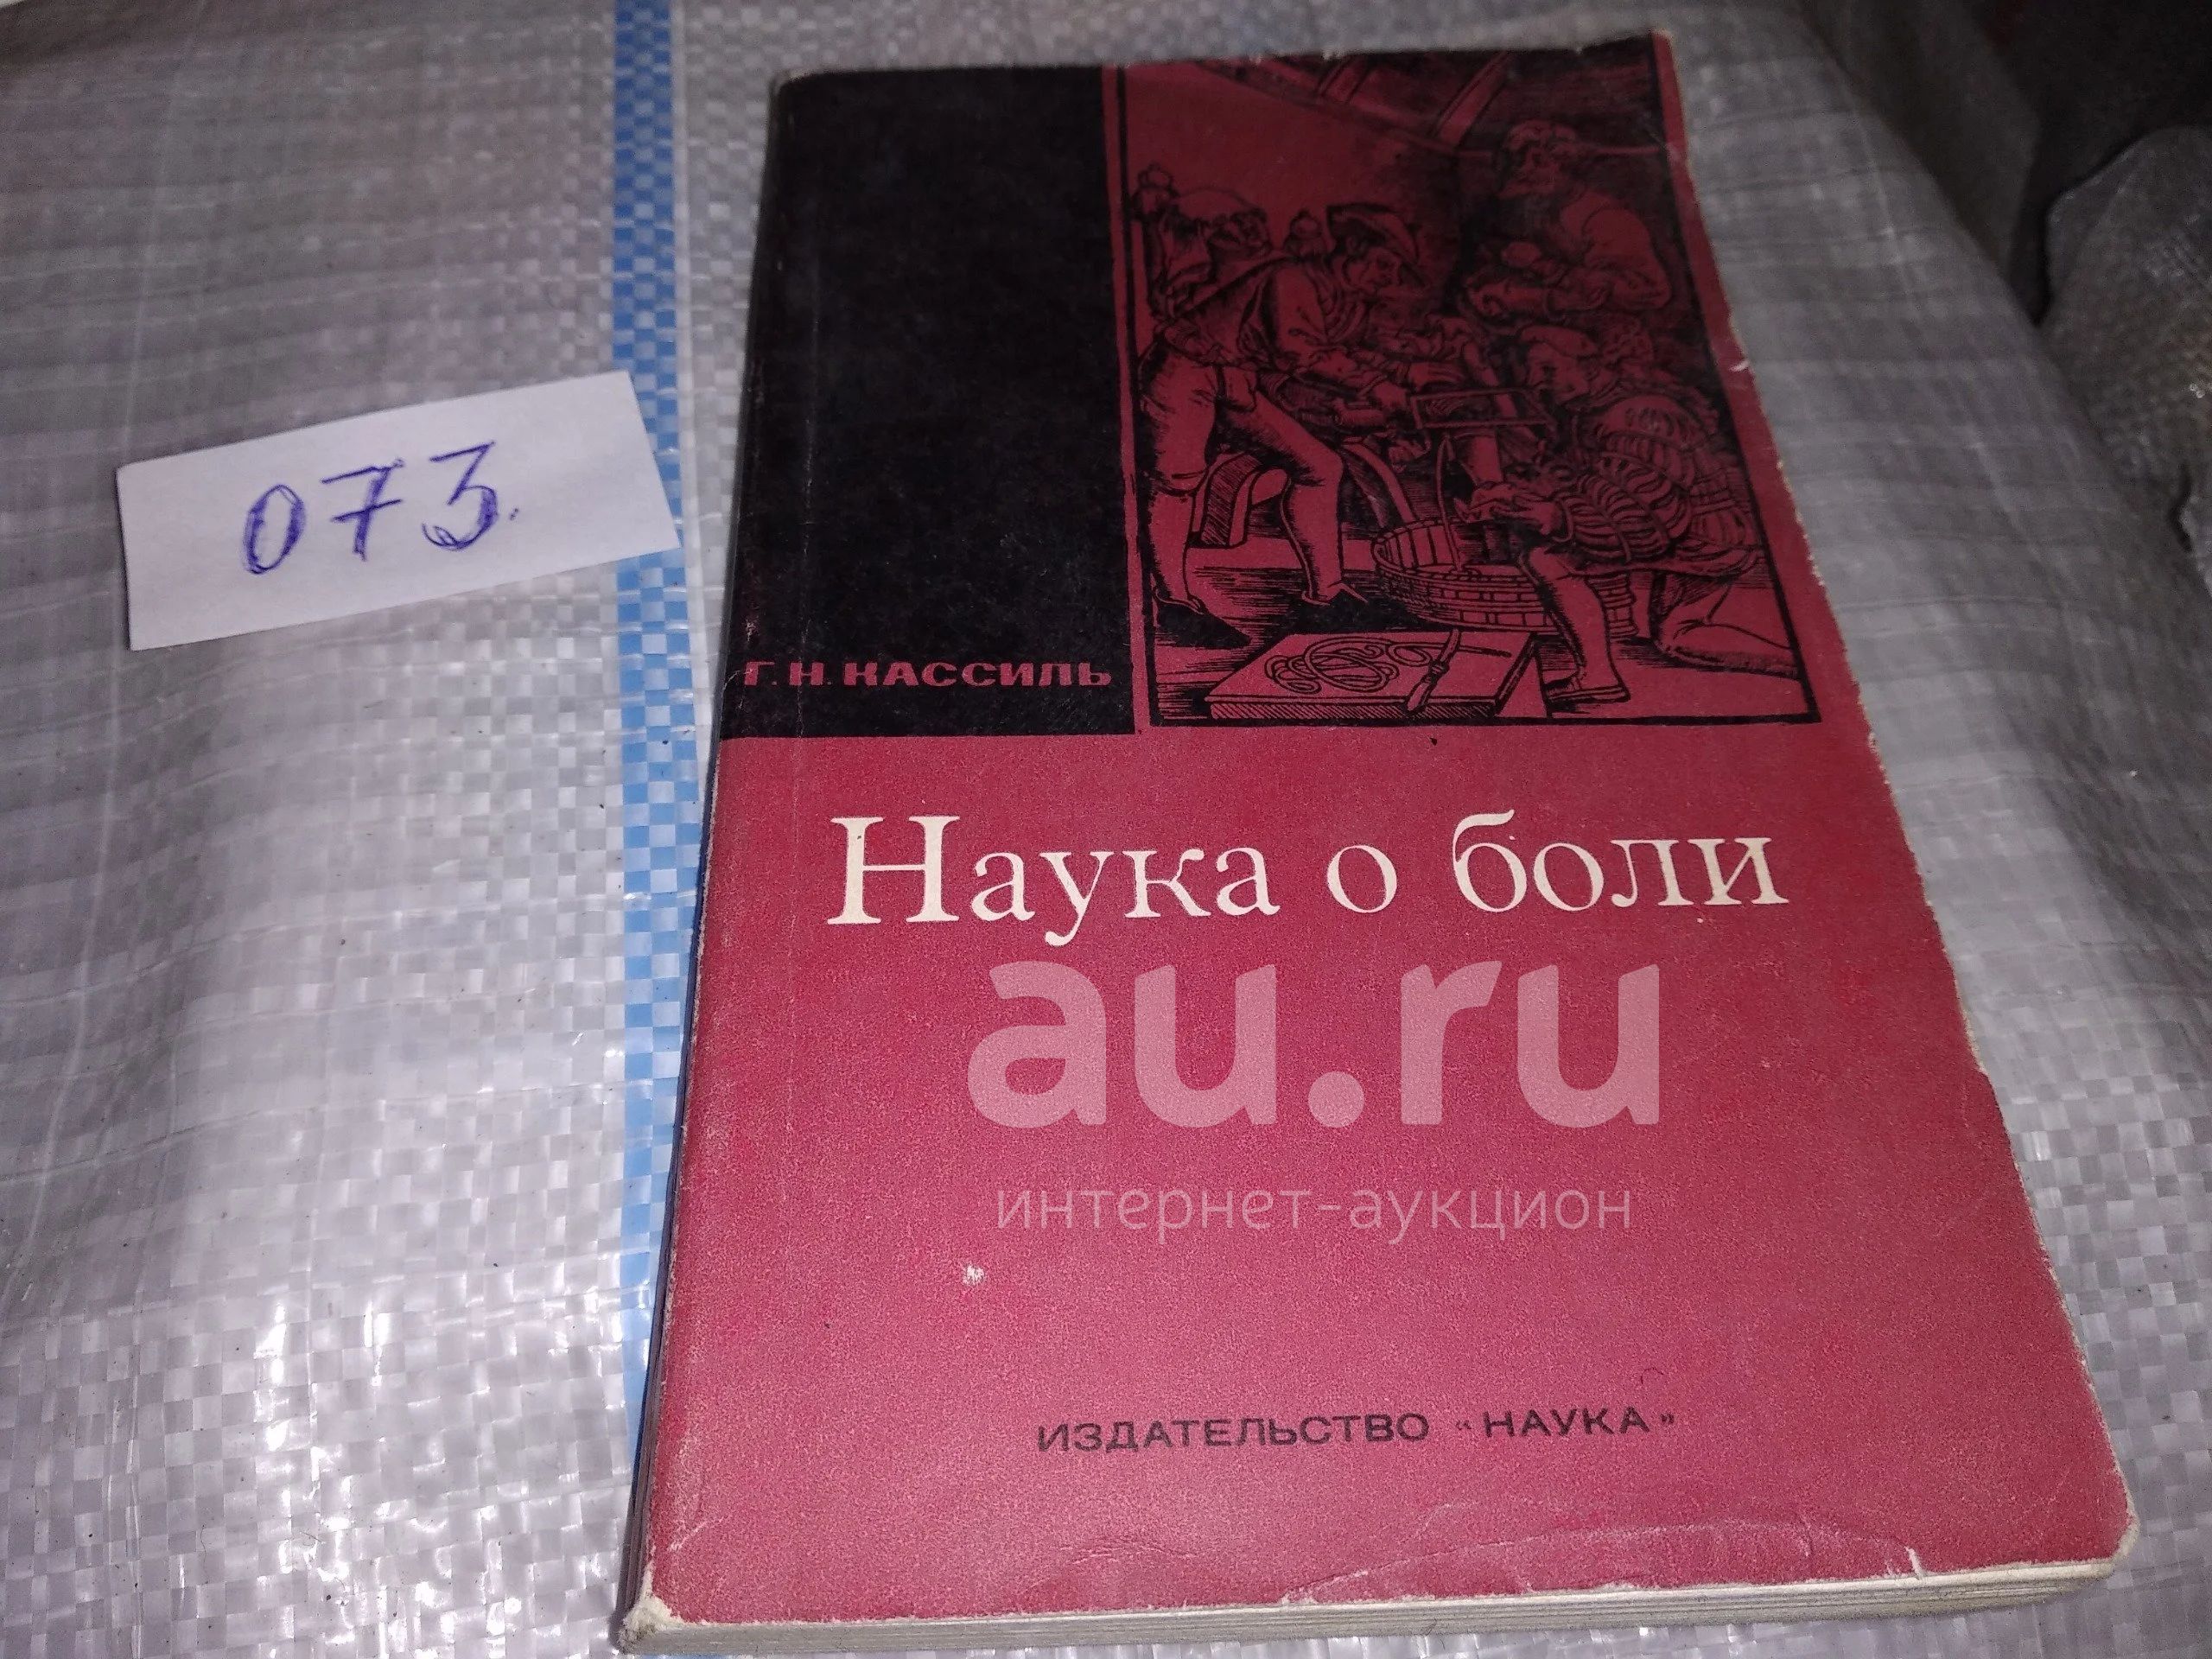 073.
Г. Н. КАССИЛЬ
Наука о боли
au.ru
интернет-аукцион
ИЗДАТЕЛЬСТВО «НАУКА»